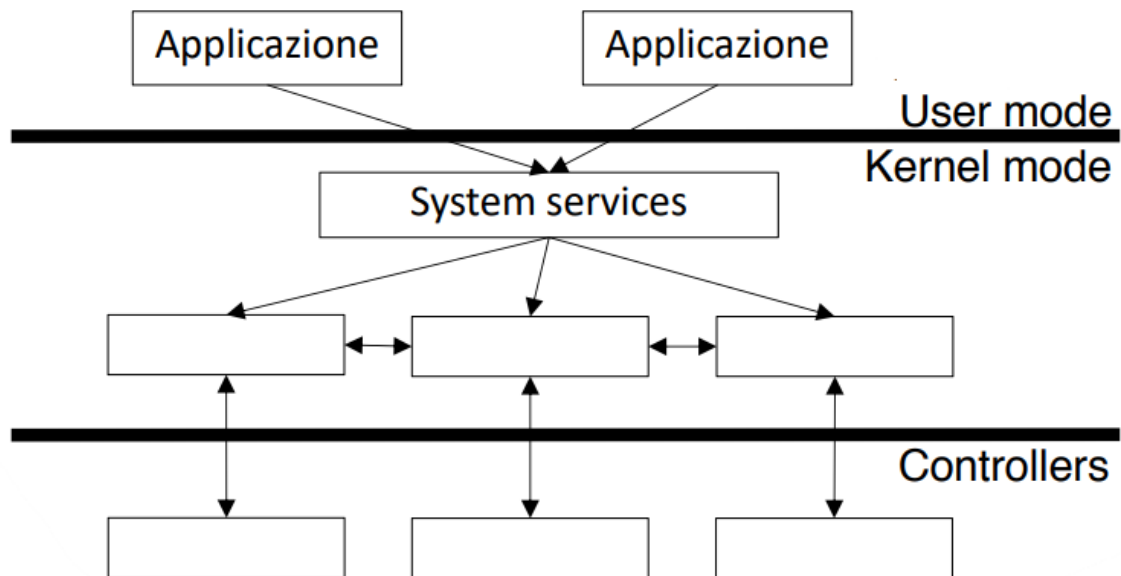 Applicazione
Applicazione
User mode
Kernel mode
System services
Controllers